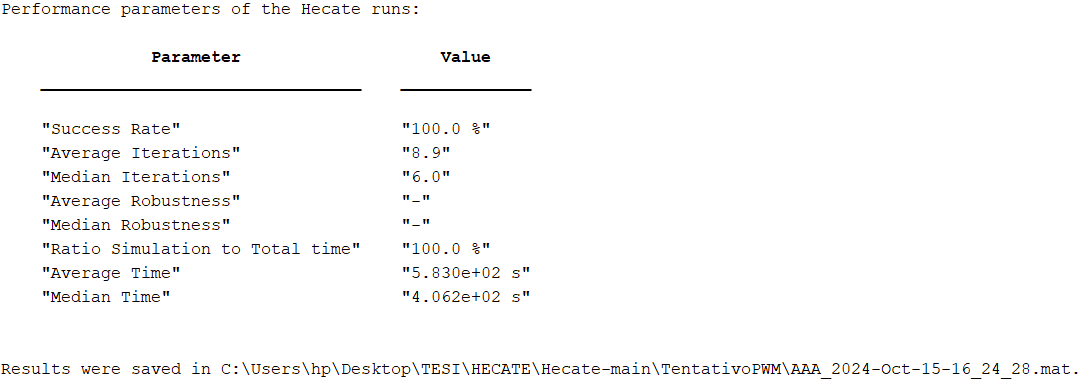 Performance parameters of the Hecate runs:
Parameter Value
"Success Rate" "100.0 %"
"Average Iterations" "8.9"
"Median Iterations" "6.0"
"Average Robustness" "-"
"Median Robustness" "-"
"Ratio Simulation to Total time" "100.0 %"
"Average Time" "5.830e+02 s"
"Median Time" "4.062e+02 s"
Results were saved in C:\Users\hp\Desktop\TESI\HECATE\Hecate-main\TentativoPWM\AAA_2024-Oct-15-16_24_28.mat.